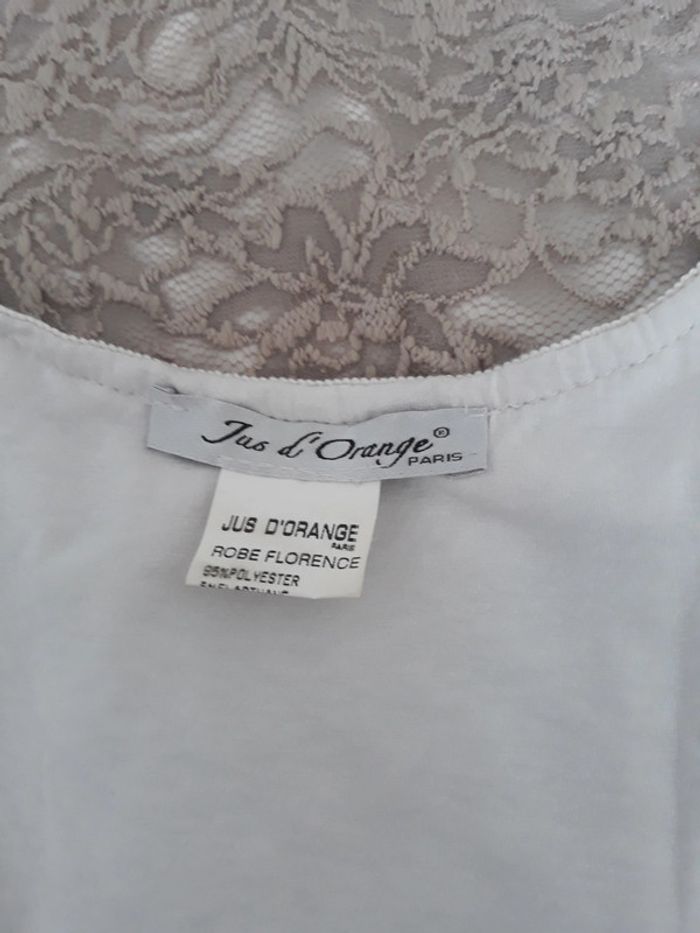 Jus d'Orange®
PARIS
JUS D'ORANGE
PARIS
ROBE FLORENCE
95%POLYESTER